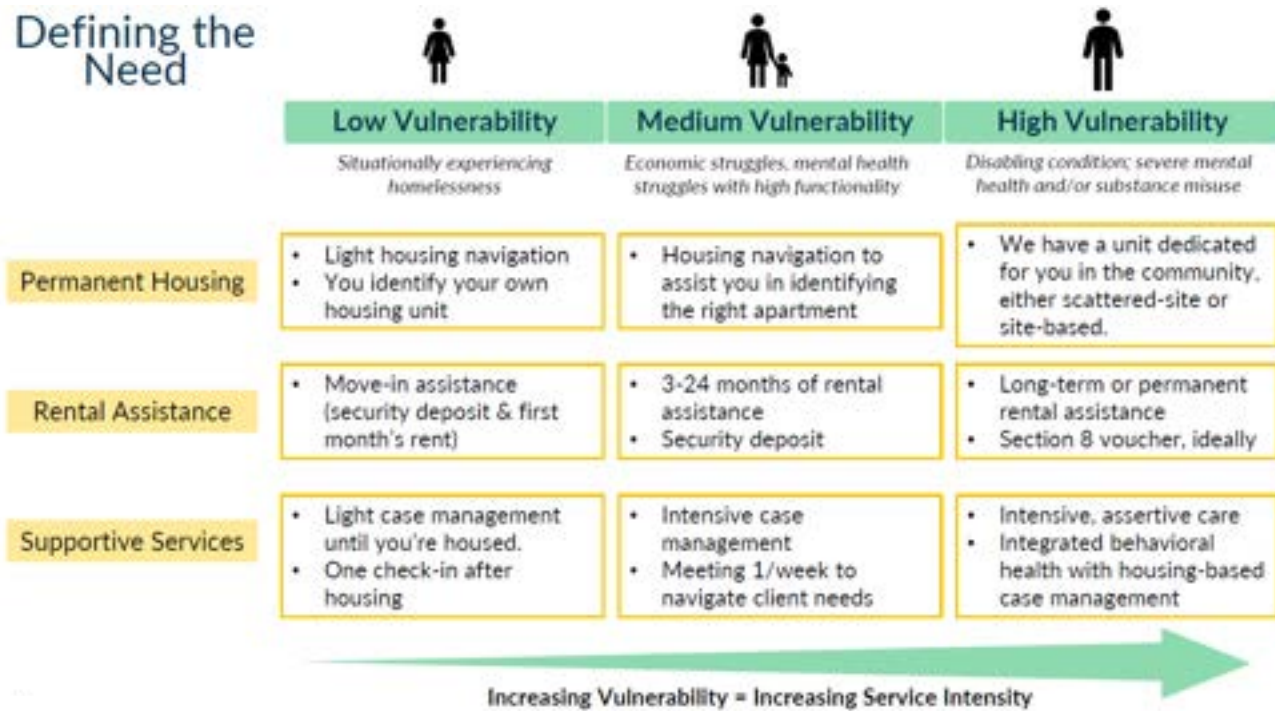 Defining the
Need
Low Vulnerability
Medium Vulnerability
High Vulnerability
Situationally experiencing
homelessness
Economic struggles, mental health
struggles with high functionality
Disabling condition; severe mental
health and/or substance misuse
Permanent Housing
• Light housing navigation
• You identify your own
housing unit
• Housing navigation to
assist you in identifying
the right apartment
• We have a unit dedicated
for you in the community,
either scattered-site or
site-based.
Rental Assistance
• Move-in assistance
(security deposit & first
month's rent)
• 3-24 months of rental
assistance
• Security deposit
• Long-term or permanent
rental assistance
• Section 8 voucher, ideally
Supportive Services
• Light case management
until you're housed.
• One check-in after
housing
• Intensive case
management
• Meeting 1/week to
navigate client needs
• Intensive, assertive care
• Integrated behavioral
health with housing-based
case management
Increasing Vulnerability = Increasing Service Intensity